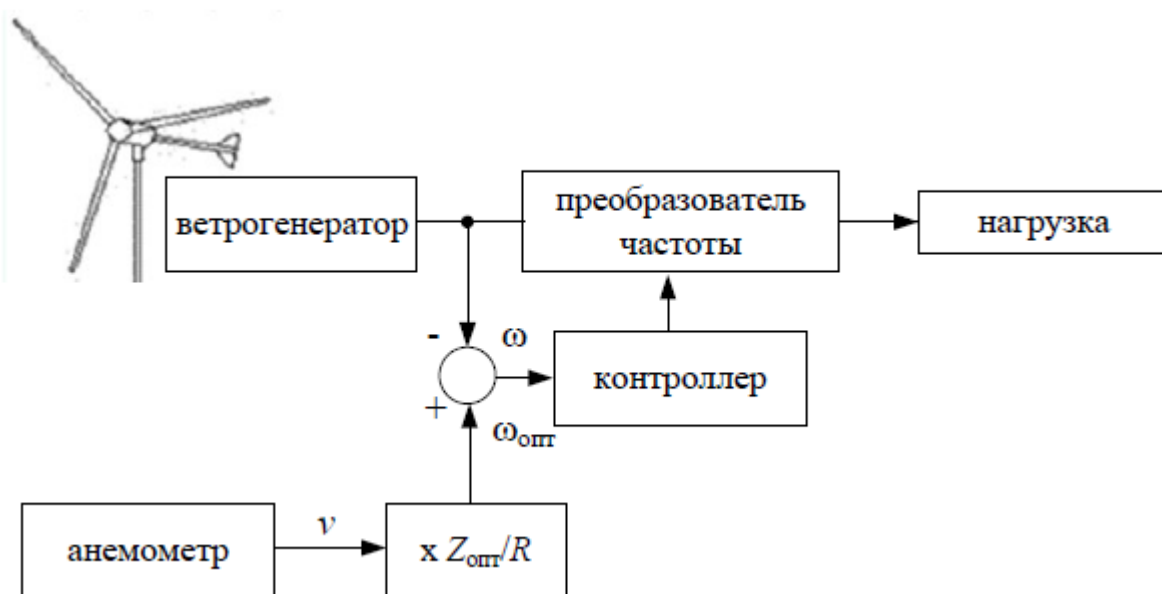 ветрогенератор
преобразователь
частоты
нагрузка
-
ω
+
контроллер
ωопт
анемометр
v
x Zопт/R